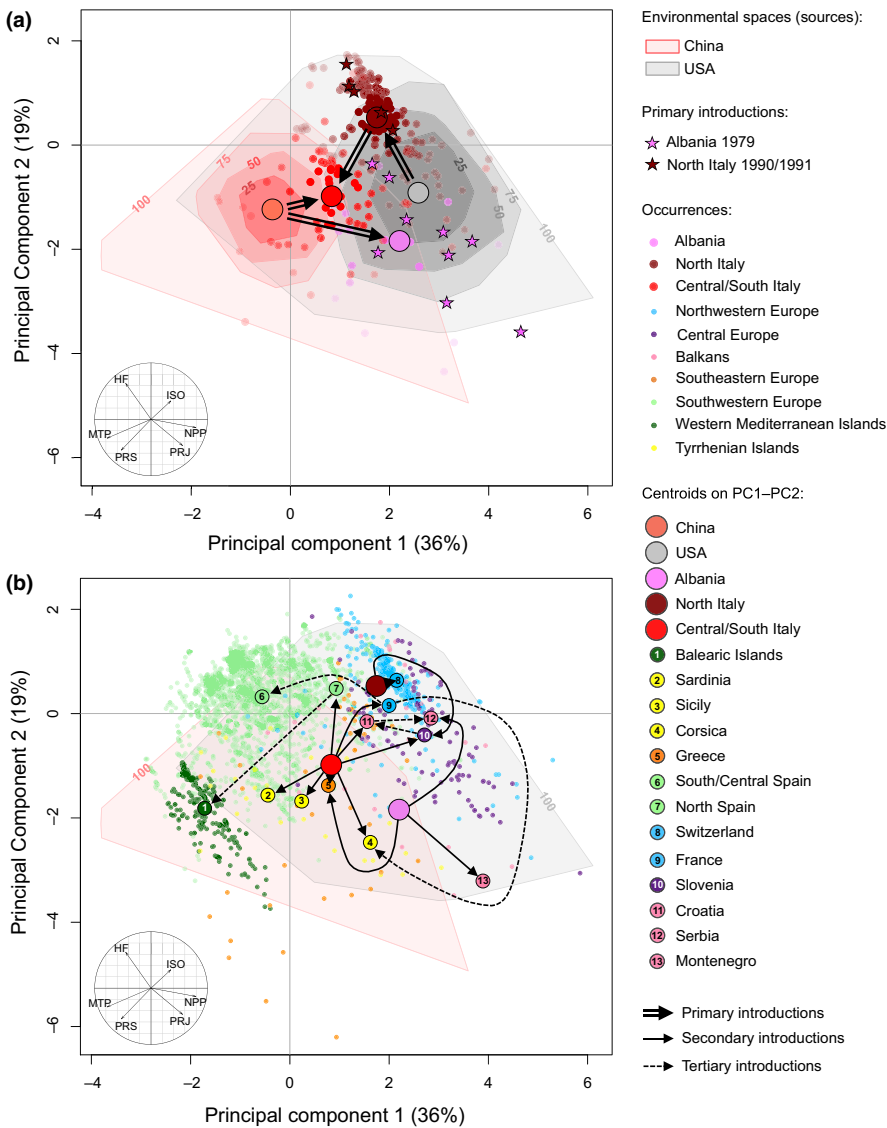 (a)
2
0
−2
−4
−6
Principal Component 2 (19%)
100
75
50
25
25
50
75
100
HF
ISO
MTP
NPP
PRS
PRJ
−4
−2
0
2
4
6
Principal component 1 (36%)
Environmental spaces (sources):
China
USA
Primary introductions:
Albania 1979
North Italy 1990/1991
Occurrences:
Albania
North Italy
Central/South Italy
Northwestern Europe
Central Europe
Balkans
Southeastern Europe
Southwestern Europe
Western Mediterranean Islands
Tyrrhenian Islands
Centroids on PC1–PC2:
China
USA
Albania
North Italy
Central/South Italy
1 Balearic Islands
2 Sardinia
3 Sicily
4 Corsica
5 Greece
6 South/Central Spain
7 North Spain
8 Switzerland
9 France
10 Slovenia
11 Croatia
12 Serbia
13 Montenegro
Primary introductions
Secondary introductions
Tertiary introductions
(b)
2
0
−2
−4
−6
Principal Component 2 (19%)
100
100
6
7
8
9
11
12
10
5
2
3
1
4
13
HF
ISO
MTP
NPP
PRS
PRJ
−4
−2
0
2
4
6
Principal component 1 (36%)